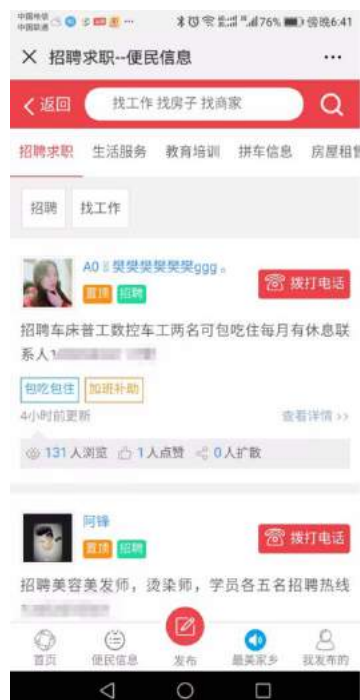 中国电信
中国联通
76%
傍晚6:41
招聘求职--便民信息
返回
找工作 找房子 找商家
招聘求职 生活服务 教育培训 拼车信息 房屋租
招聘 找工作
置顶 招聘
拨打电话
招聘车床普工数控车工两名可包吃住每月有休息联
系人
包吃包住 加班补助
4小时前更新
查看详情 >>
131 人浏览 1 人点赞 0 人扩散
阿锋
置顶 招聘
拨打电话
招聘美容美发师，烫染师，学员各五名招聘热线
首页 便民信息 发布 最美家乡 我发布的